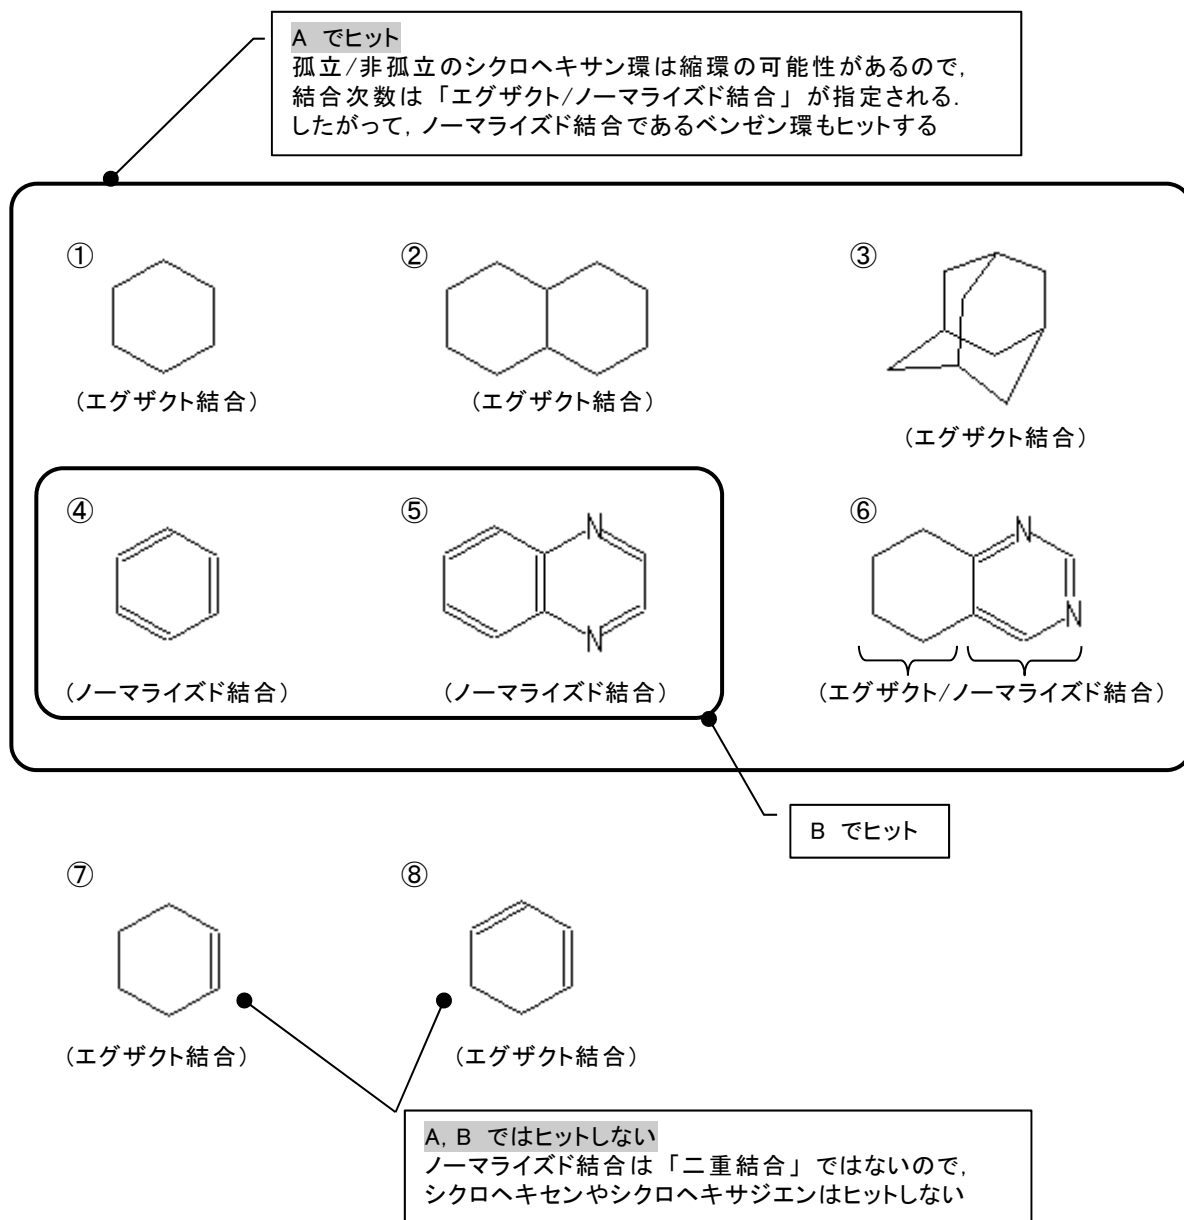 A でヒット
孤立/非孤立のシクロヘキサン環は縮環の可能性があるので,
結合次数は 「エグザクト/ノーマライズド結合」 が指定される.
したがって, ノーマライズド結合であるベンゼン環もヒットする
① ② ③
(エグザクト結合) (エグザクト結合) (エグザクト結合)
④ ⑤ ⑥
N N N N
(ノーマライズド結合) (ノーマライズド結合) (エグザクト/ノーマライズド結合)
B でヒット
⑦ ⑧
(エグザクト結合) (エグザクト結合)
A, B ではヒットしない
ノーマライズド結合は 「二重結合」 ではないので,
シクロヘキセンやシクロヘキサジエンはヒットしない